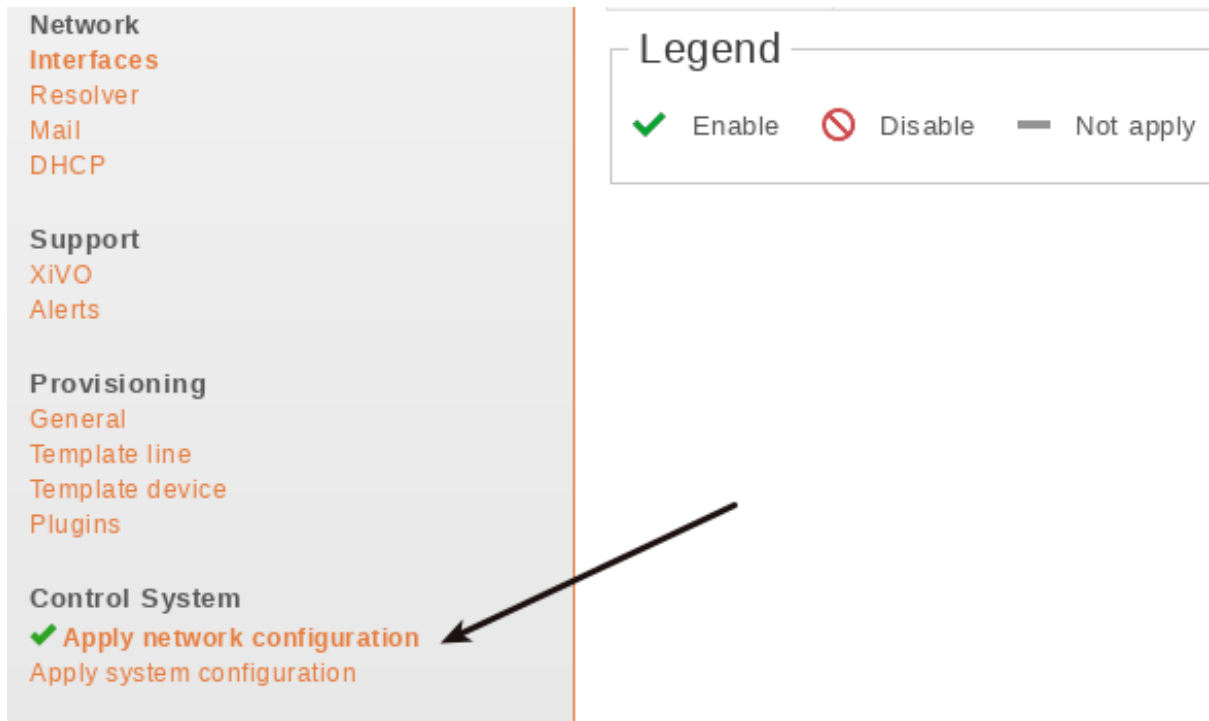 Network
Interfaces
Resolver
Mail
DHCP
Support
XiVO
Alerts
Provisioning
General
Template line
Template device
Plugins
Control System
Apply network configuration
Apply system configuration
Legend
Enable Disable Not apply